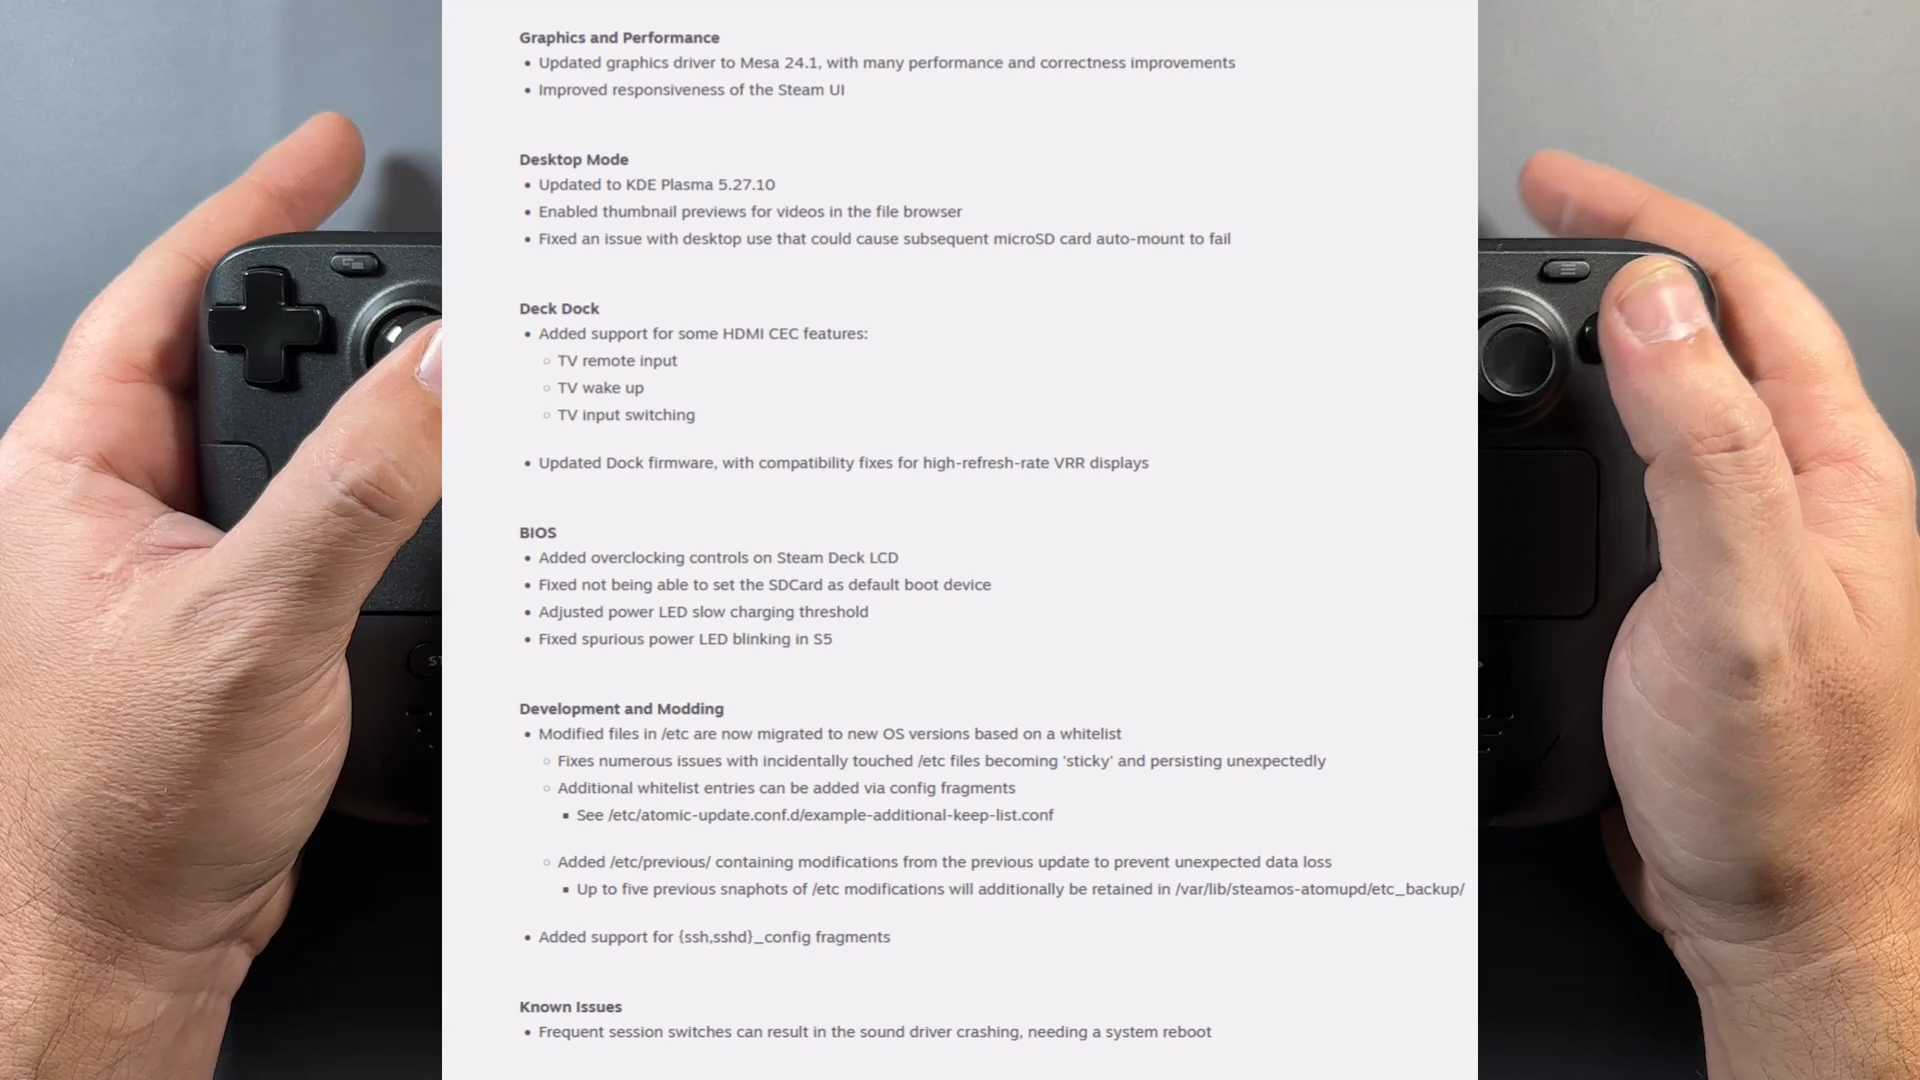 Graphics and Performance
• Updated graphics driver to Mesa 24.1, with many performance and correctness improvements
• Improved responsiveness of the Steam UI
Desktop Mode
• Updated to KDE Plasma 5.27.10
• Enabled thumbnail previews for videos in the file browser
• Fixed an issue with desktop use that could cause subsequent microSD card auto-mount to fail
Deck Dock
• Added support for some HDMI CEC features:
◦ TV remote input
◦ TV wake up
◦ TV input switching
• Updated Dock firmware, with compatibility fixes for high-refresh-rate VRR displays
BIOS
• Added overclocking controls on Steam Deck LCD
• Fixed not being able to set the SDCard as default boot device
• Adjusted power LED slow charging threshold
• Fixed spurious power LED blinking in S5
Development and Modding
• Modified files in /etc are now migrated to new OS versions based on a whitelist
◦ Fixes numerous issues with incidentally touched /etc files becoming 'sticky' and persisting unexpectedly
◦ Additional whitelist entries can be added via config fragments
▪ See /etc/atomic-update.conf.d/example-additional-keep-list.conf
◦ Added /etc/previous/ containing modifications from the previous update to prevent unexpected data loss
▪ Up to five previous snaphots of /etc modifications will additionally be retained in /var/lib/steamos-atomupd/etc_backup/
• Added support for {ssh,sshd}_config fragments
Known Issues
• Frequent session switches can result in the sound driver crashing, needing a system reboot